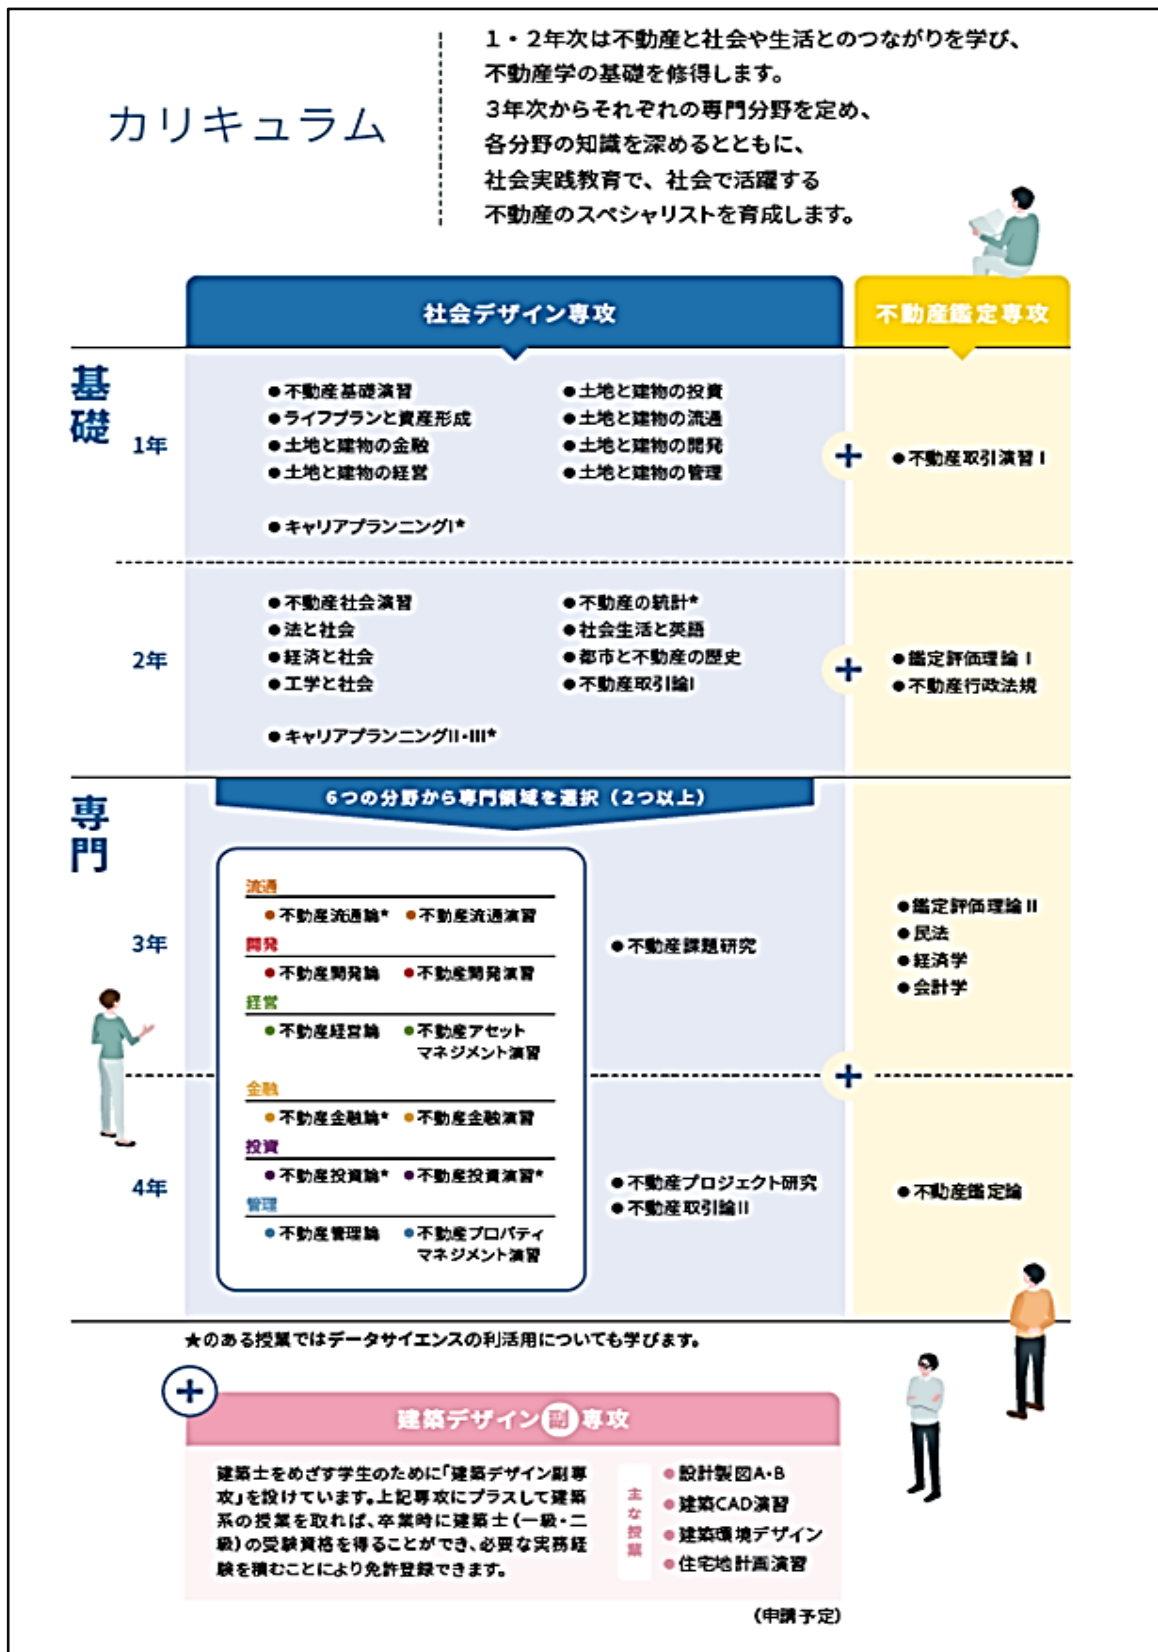 カリキュラム
1・2年次は不動産と社会や生活とのつながりを学び、
不動産学の基礎を修得します。
3年次からそれぞれの専門分野を定め、
各分野の知識を深めるとともに、
社会実践教育で、社会で活躍する
不動産のスペシャリストを育成します。
社会デザイン専攻
不動産鑑定専攻
基礎
1年
●不動産基礎演習
●ライフプランと資産形成
●土地と建物の金融
●土地と建物の経営
●キャリアプランニングI★
●土地と建物の投資
●土地と建物の流通
●土地と建物の開発
●土地と建物の管理
+
●不動産取引演習 I
2年
●不動産社会演習
●法と社会
●経済と社会
●工学と社会
●キャリアプランニングII・III★
●不動産の統計★
●社会生活と英語
●都市と不動産の歴史
●不動産取引論I
+
●鑑定評価理論 I
●不動産行政法規
専門
6つの分野から専門領域を選択(2つ以上)
3年
流通
●不動産流通論★ ●不動産流通演習
開発
●不動産開発論 ●不動産開発演習
経営
●不動産経営論 ●不動産アセット
マネジメント演習
金融
●不動産金融論★ ●不動産金融演習
投資
●不動産投資論★ ●不動産投資演習★
管理
●不動産管理論 ●不動産プロパティ
マネジメント演習
●不動産課題研究
●鑑定評価理論 II
●民法
●経済学
●会計学
+
4年
●不動産プロジェクト研究
●不動産取引論II
●不動産鑑定論
★のある授業ではデータサイエンスの利活用についても学びます。
+
建築デザイン副専攻
建築士をめざす学生のために「建築デザイン副専
攻」を設けています。上記専攻にプラスして建築
系の授業を取れば、卒業時に建築士(一級・二
級)の受験資格を得ることができ、必要な実務経
験を積むことにより免許登録できます。
主な授業
●設計製図A・B
●建築CAD演習
●建築環境デザイン
●住宅地計画演習
(申請予定)